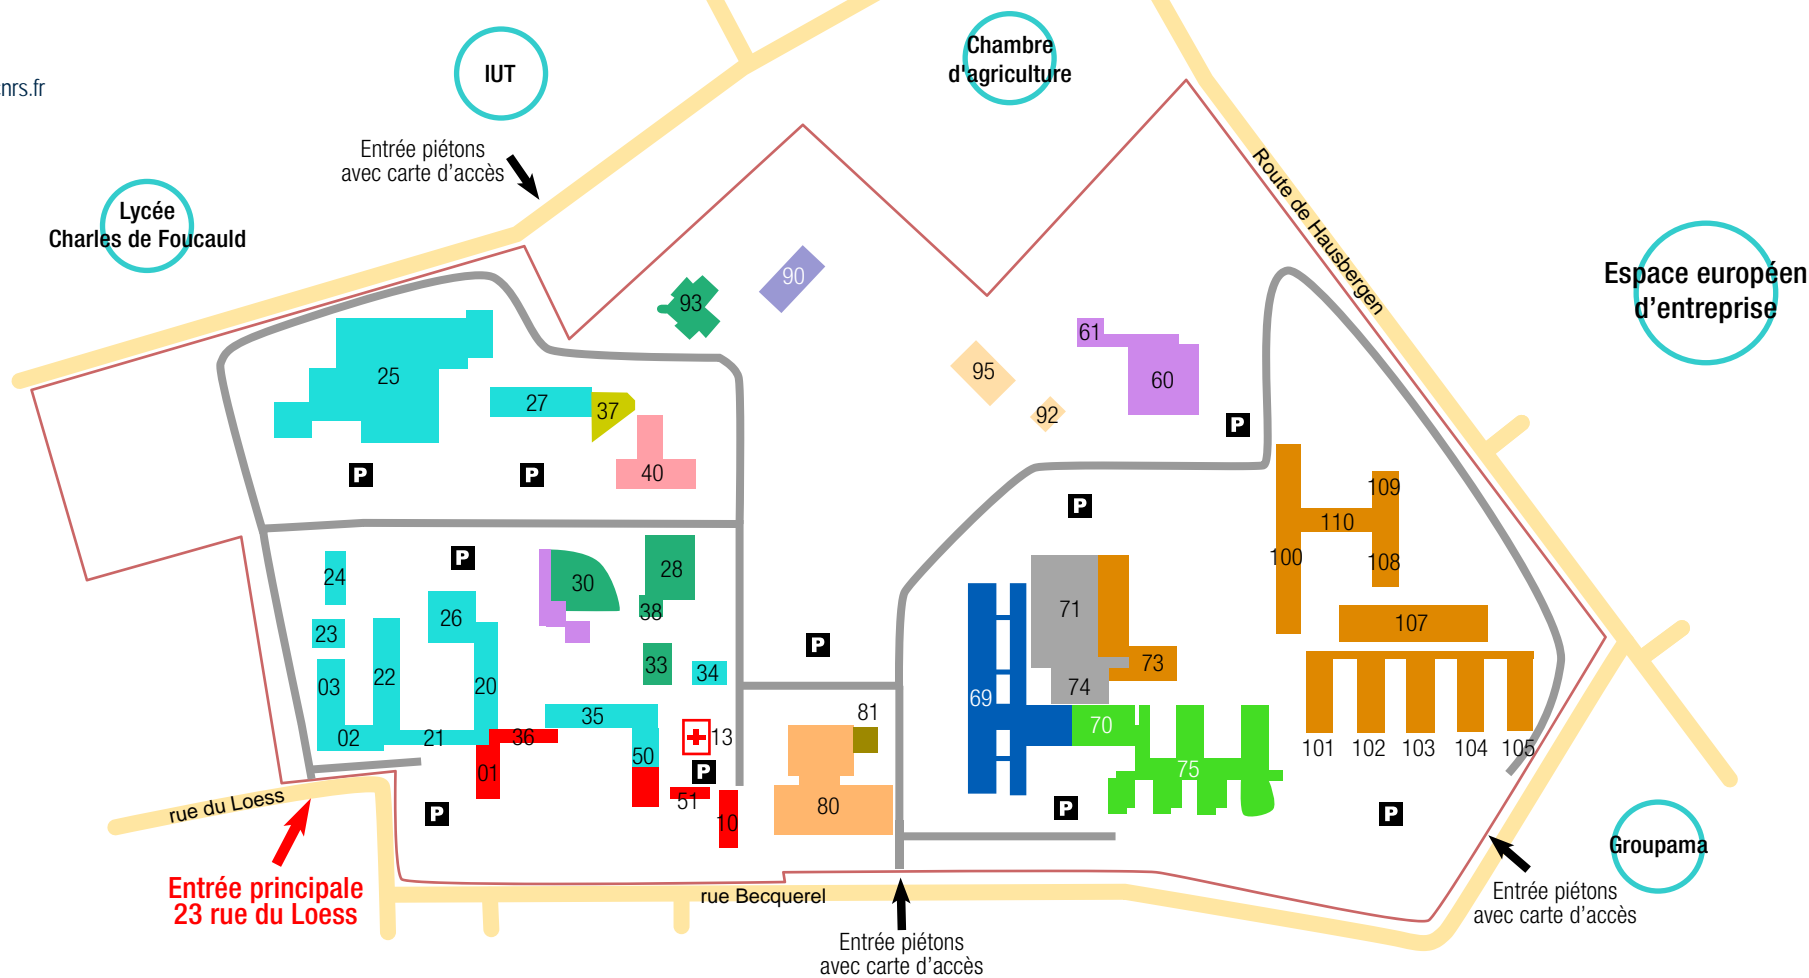 nrs.fr
IUT
Chambre
d'agriculture
Entrée piétons
avec carte d'accès
Lycée
Charles de Foucauld
Route de Hausbergen
Espace européen
d'entreprise
93
90
61
60
95
92
25
27
37
40
P
P
P
P
P
24
23
26
22
20
03
02
21
30
28
38
33
34
35
36
01
50
13
P
51
10
P
P
81
80
71
73
74
69
70
75
P
100
110
109
108
107
101
102
103
104
105
P
rue du Loess
Entrée principale
23 rue du Loess
rue Becquerel
Entrée piétons
avec carte d'accès
Groupama
Entrée piétons
avec carte d'accès